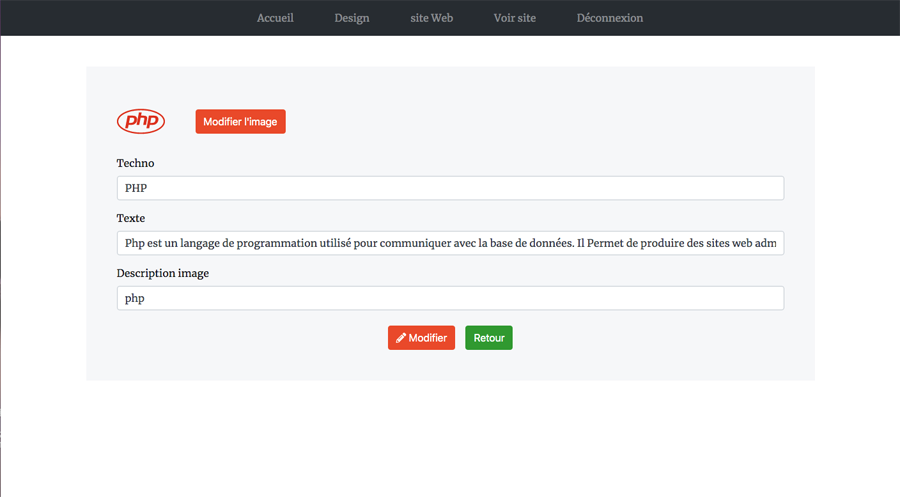 Accueil Design site Web Voir site Déconnexion
php Modifier l'image
Techno
PHP
Texte
Php est un langage de programmation utilisé pour communiquer avec la base de données. Il Permet de produire des sites web adm
Description image
php
Modifier Retour